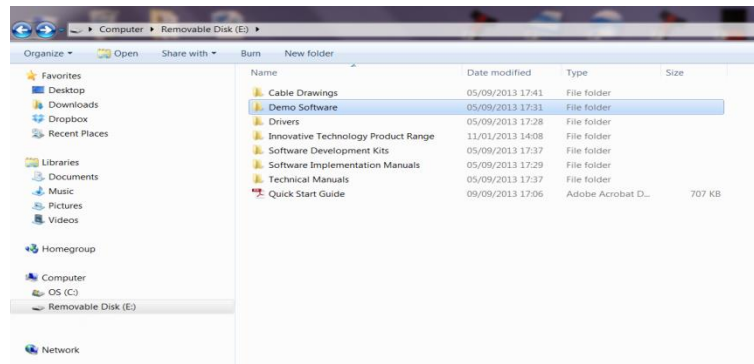 Computer Removable Disk (E:)
Organize Open Share with Burn New folder
Favorites
Desktop
Downloads
Dropbox
Recent Places
Libraries
Documents
Music
Pictures
Videos
Homegroup
Computer
OS (C:)
Removable Disk (E:)
Network
Name Date modified Type Size
Cable Drawings 05/09/2013 17:41 File folder
Demo Software 05/09/2013 17:31 File folder
Drivers 05/09/2013 17:28 File folder
Innovative Technology Product Range 11/01/2013 14:08 File folder
Software Development Kits 05/09/2013 17:37 File folder
Software Implementation Manuals 05/09/2013 17:29 File folder
Technical Manuals 05/09/2013 17:37 File folder
Quick Start Guide 09/09/2013 17:06 Adobe Acrobat D... 707 KB